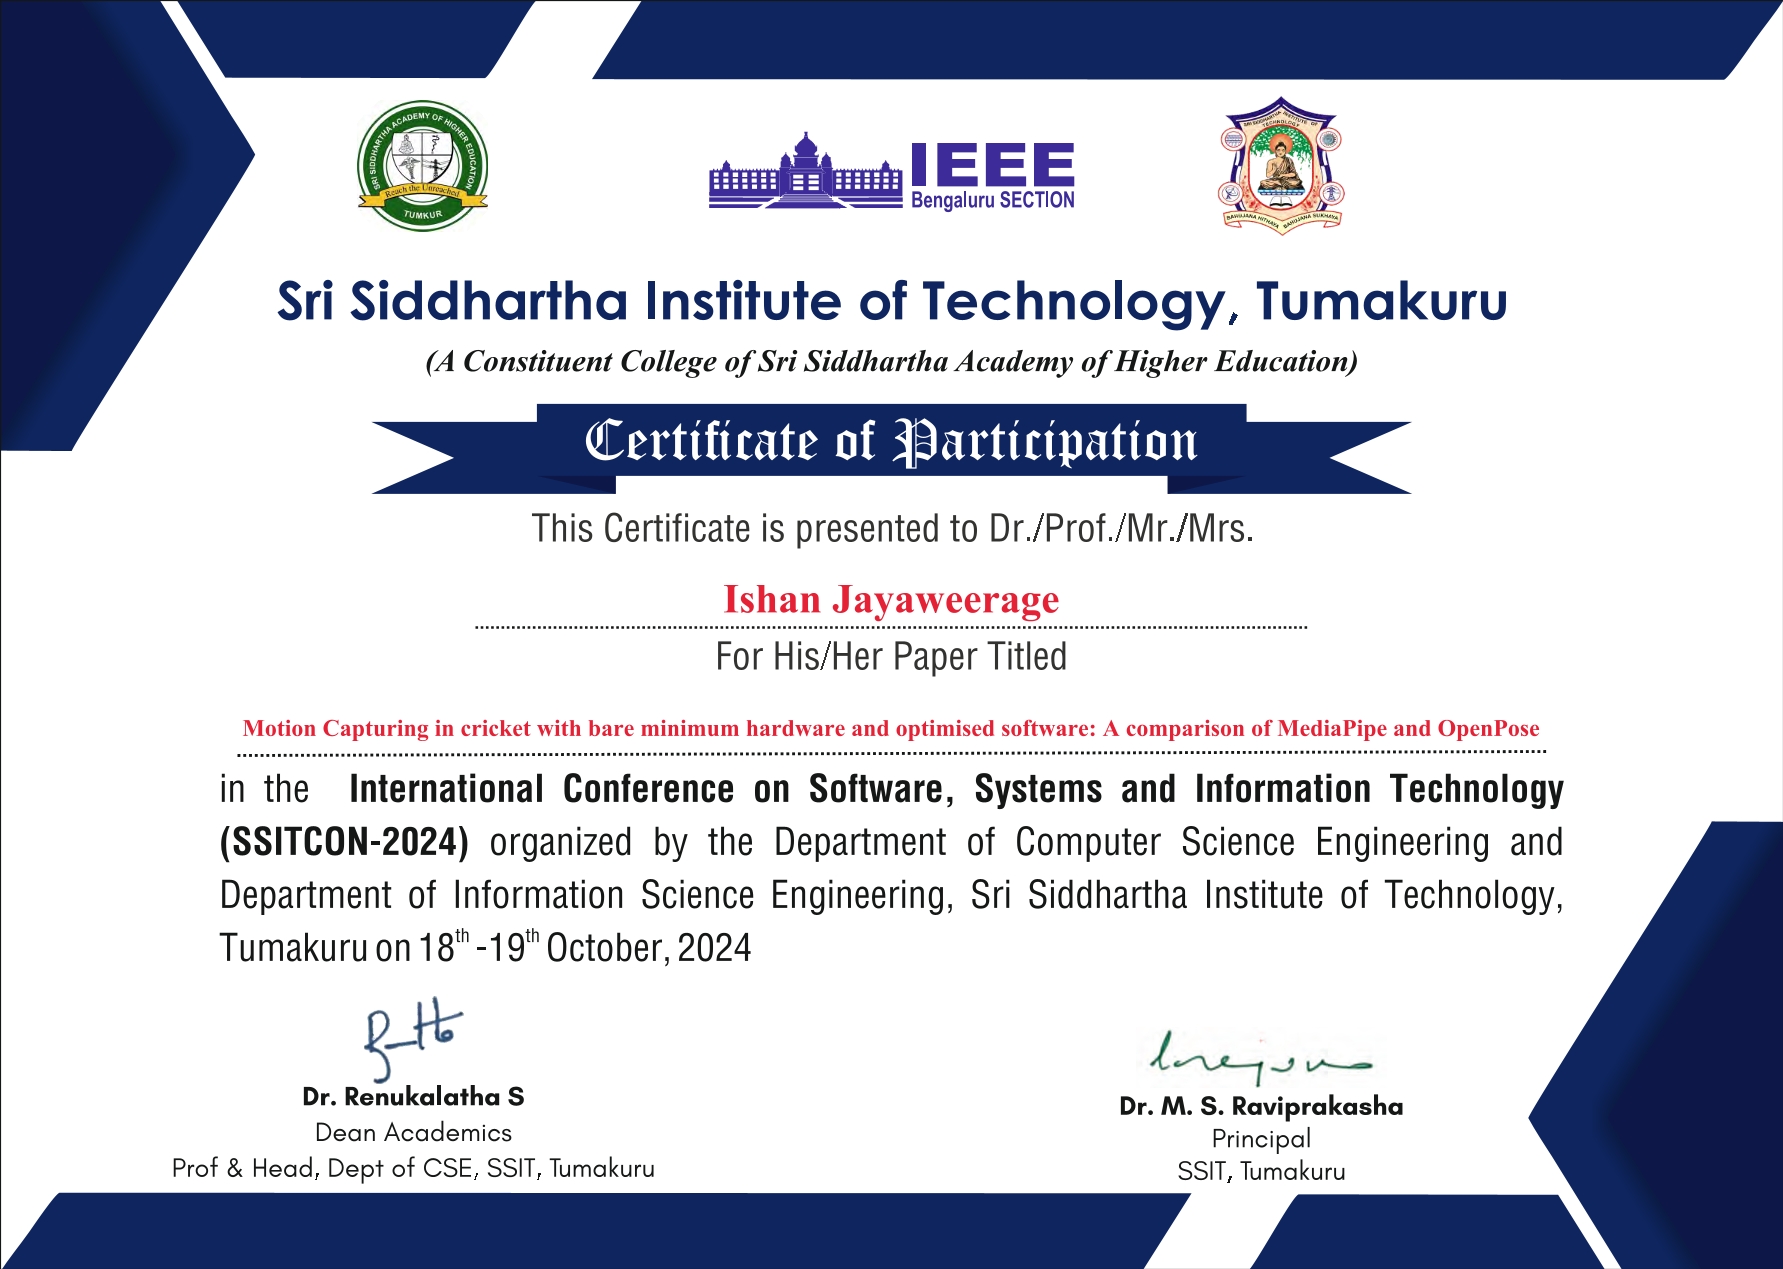 SRI SIDDHARTHA ACADEMY OF HIGHER EDUCATION
Reach the Unreached
TUMKUR
IEEE
Bengaluru SECTION
SRI SIDDHARTHA INSTITUTE OF
TECHNOLOGY
BAHUJANA HITHAYA BAHUJANA SUKHAYA
Sri Siddhartha Institute of Technology, Tumakuru
(A Constituent College of Sri Siddhartha Academy of Higher Education)
Certificate of Participation
This Certificate is presented to Dr./Prof./Mr./Mrs.
Ishan Jayaweerage
For His/Her Paper Titled
Motion Capturing in cricket with bare minimum hardware and optimised software: A comparison of MediaPipe and OpenPose
in the International Conference on Software, Systems and Information Technology
(SSITCON-2024) organized by the Department of Computer Science Engineering and
Department of Information Science Engineering, Sri Siddhartha Institute of Technology,
Tumakuru on 18th -19th October, 2024
Dr. Renukalatha S
Dean Academics
Prof & Head, Dept of CSE, SSIT, Tumakuru
Dr. M. S. Raviprakasha
Principal
SSIT, Tumakuru